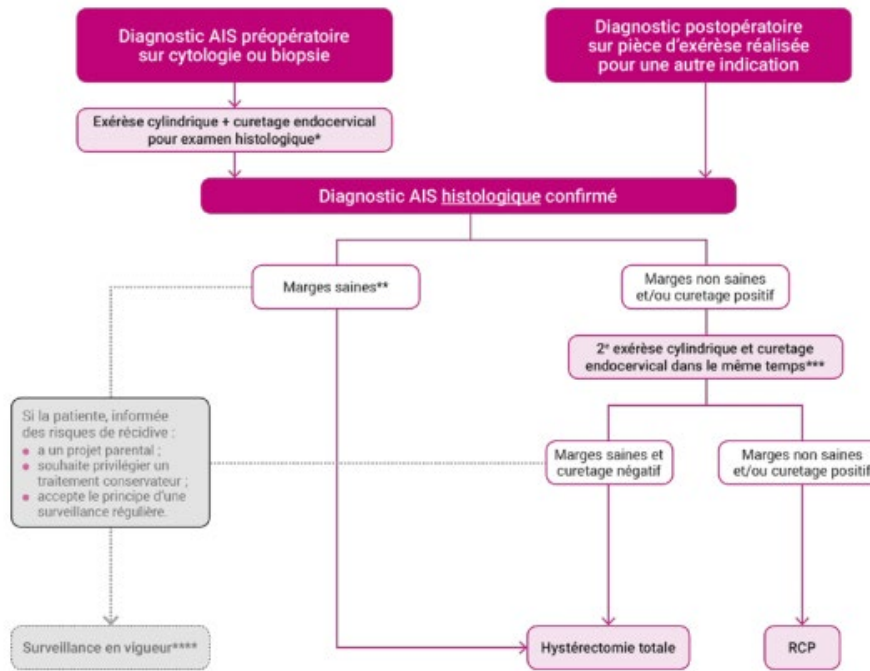 Diagnostic AIS préopératoire
sur cytologie ou biopsie
Diagnostic postopératoire
sur pièce d'exérèse réalisée
pour une autre indication
Exérèse cylindrique + curetage endocervical
pour examen histologique*
Diagnostic AIS histologique confirmé
Marges saines**
Marges non saines
et/ou curetage positif
2e exérèse cylindrique et curetage
endocervical dans le même temps***
Si la patiente, informée
des risques de récidive :
● a un projet parental ;
● souhaite privilégier un
traitement conservateur ;
● accepte le principe d'une
surveillance régulière.
Marges saines et
curetage négatif
Marges non saines
et/ou curetage positif
Surveillance en vigueur****
Hystérectomie totale
RCP